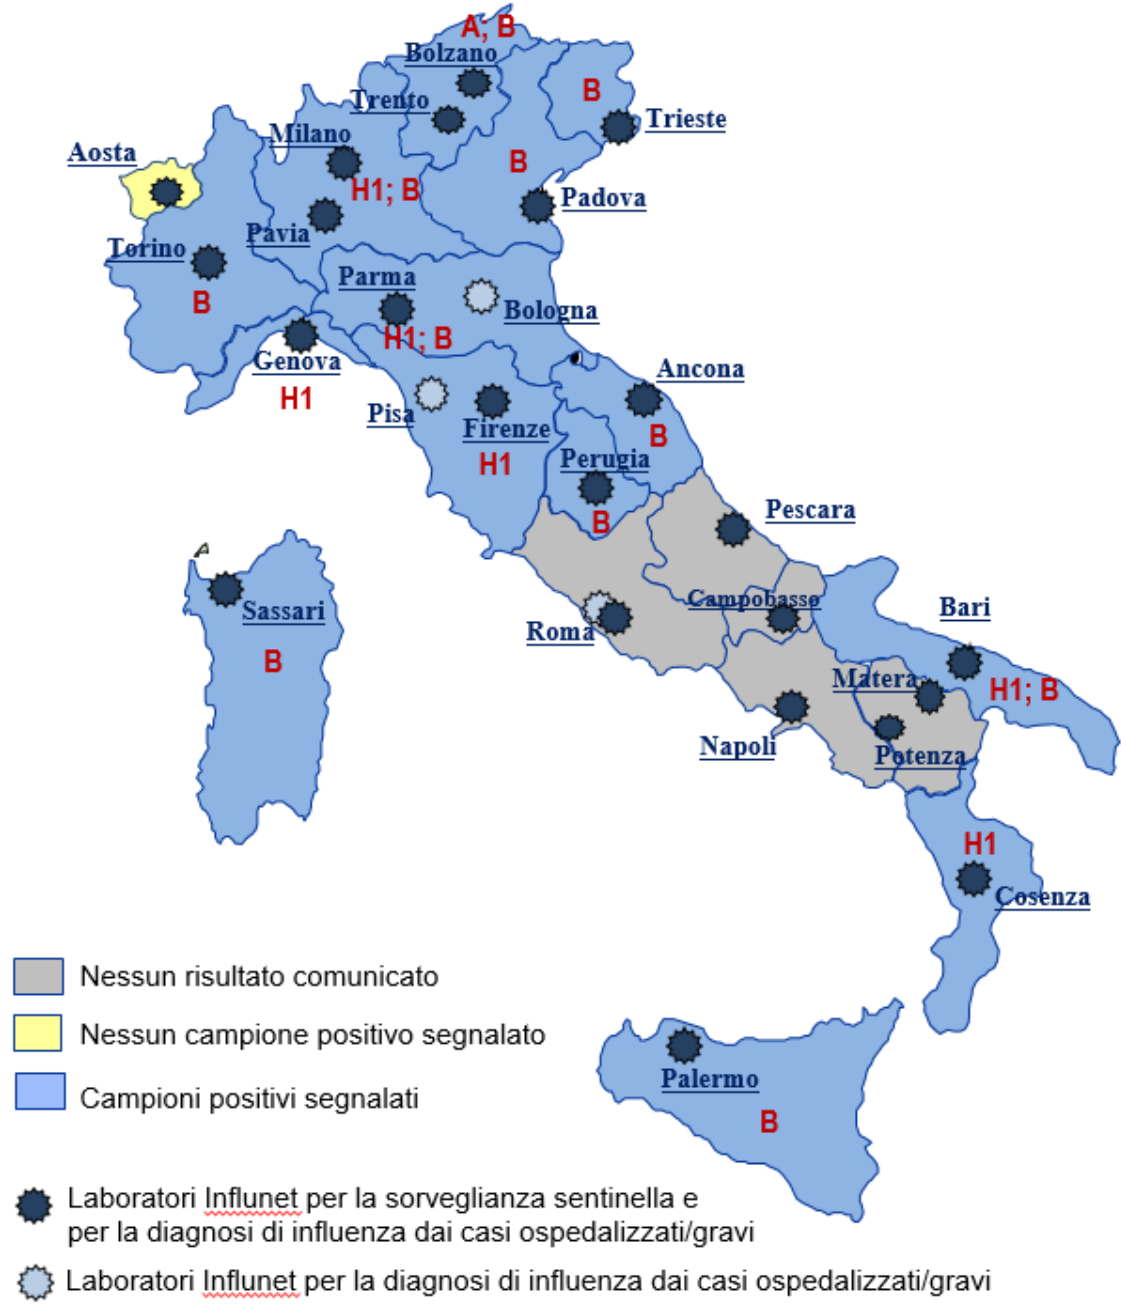 A; B
Bolzano
B
Trento
Trieste
Milano
Aosta
B
H1; B
Padova
Pavia
Torino
Parma
B
Bologna
H1; B
Genova
Ancona
H1
Pisa
Firenze
B
H1
Perugia
Pescara
B
Campobasso
Sassari
Bari
Roma
B
Matera
H1; B
Napoli
Potenza
H1
Cosenza
Nessun risultato comunicato
Nessun campione positivo segnalato
Campioni positivi segnalati
Palermo
B
Laboratori Influnet per la sorveglianza sentinella e
per la diagnosi di influenza dai casi ospedalizzati/gravi
Laboratori Influnet per la diagnosi di influenza dai casi ospedalizzati/gravi